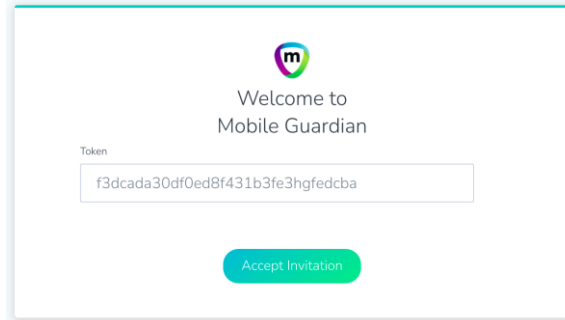 m
Welcome to
Mobile Guardian
Token
f3dcada30df0ed8f431b3fe3hgfedcba
Accept Invitation